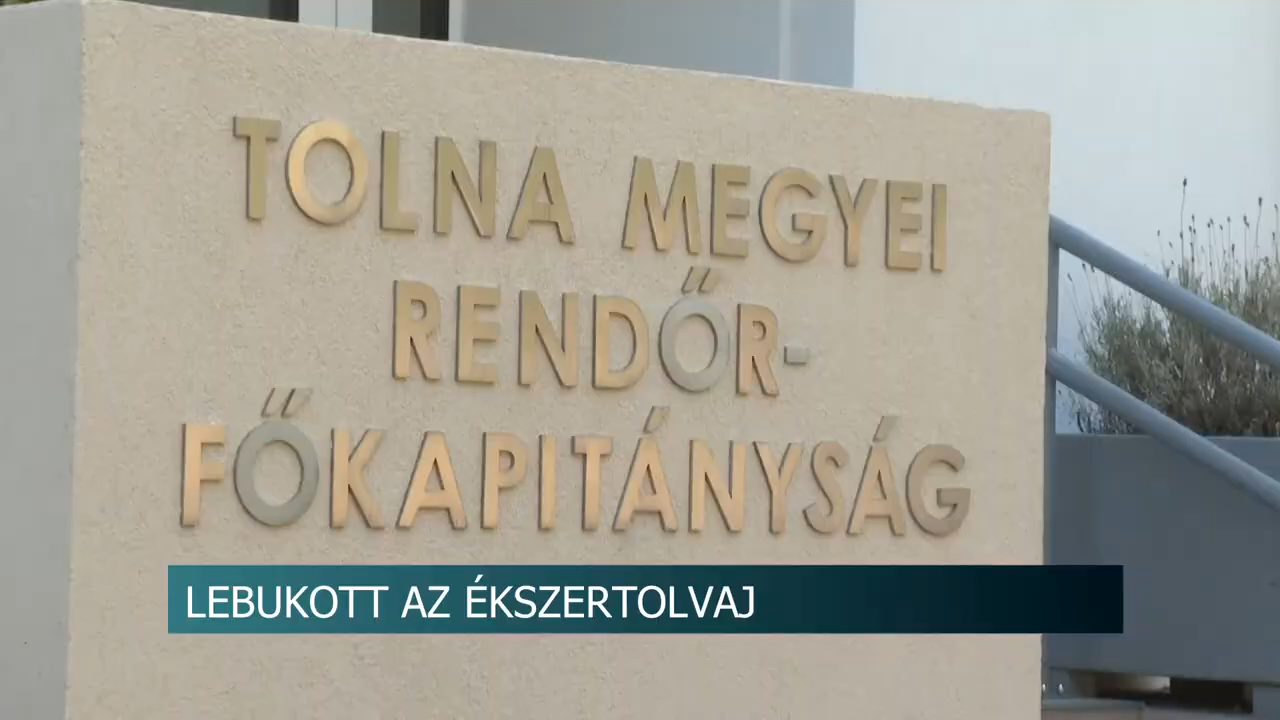 TOLNA MEGYEI
RENDŐR-
FŐKAPITÁNYSÁG
LEBUKOTT AZ ÉKSZERTOLVAJ